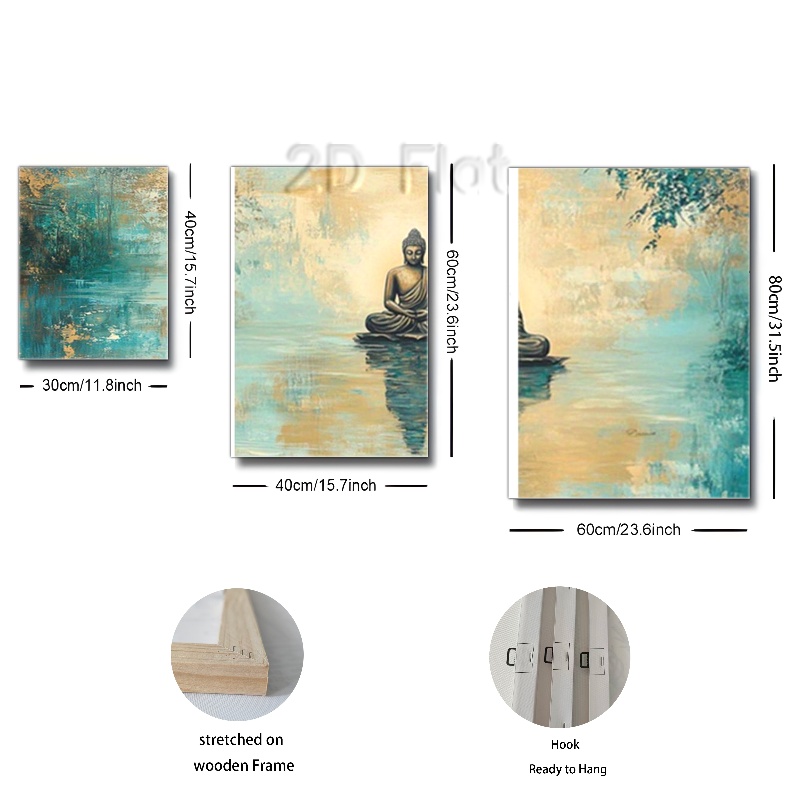 2D Flat
40cm/15.7inch
30cm/11.8inch
60cm/23.6inch
40cm/15.7inch
80cm/31.5inch
60cm/23.6inch
stretched on
wooden Frame
Hook
Ready to Hang